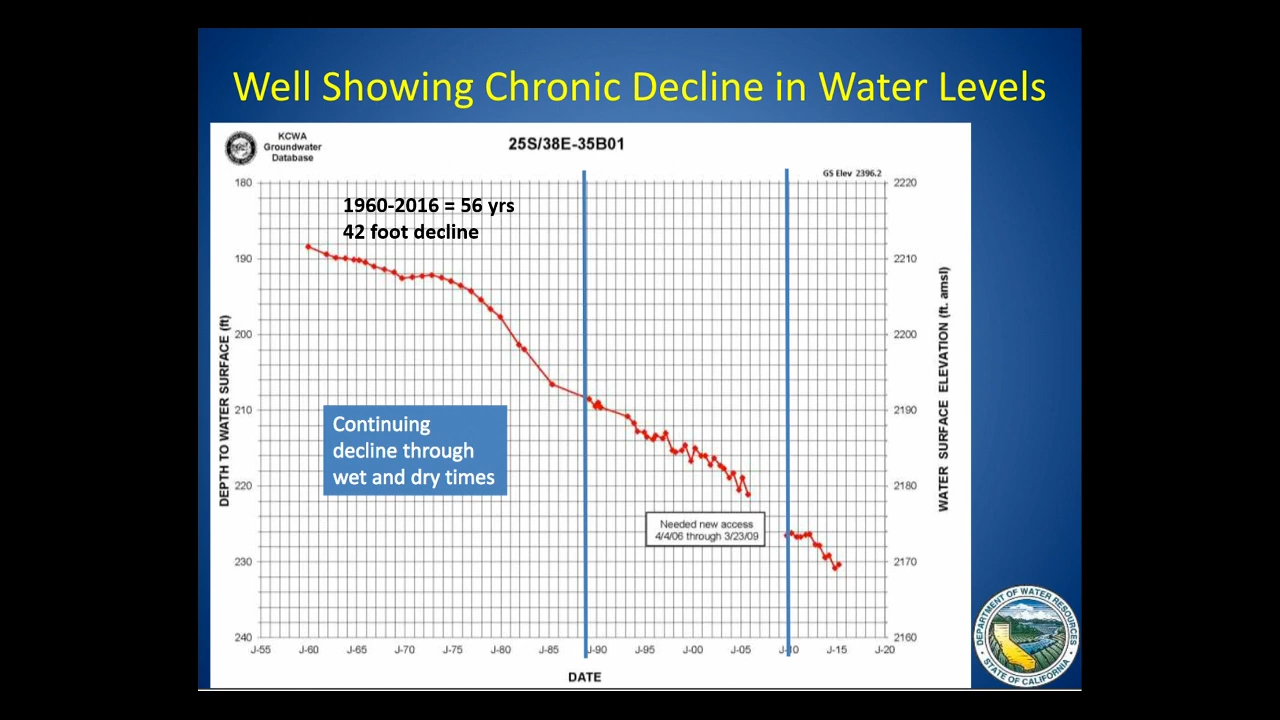 Well Showing Chronic Decline in Water Levels
KCWA
Groundwater
Database
25S/38E-35B01
GS Elev 2396.2
1960-2016 = 56 yrs
42 foot decline
180
190
200
210
220
230
240
DEPTH TO WATER SURFACE (ft)
2220
2210
2200
2190
2180
2170
2160
WATER SURFACE ELEVATION (ft. amsl)
Continuing
decline through
wet and dry times
Needed new access
4/4/06 through 3/23/09
J-55 J-60 J-65 J-70 J-75 J-80 J-85 J-90 J-95 J-00 J-05 J-10 J-15 J-20
DATE
DEPARTMENT OF WATER RESOURCES
STATE OF CALIFORNIA